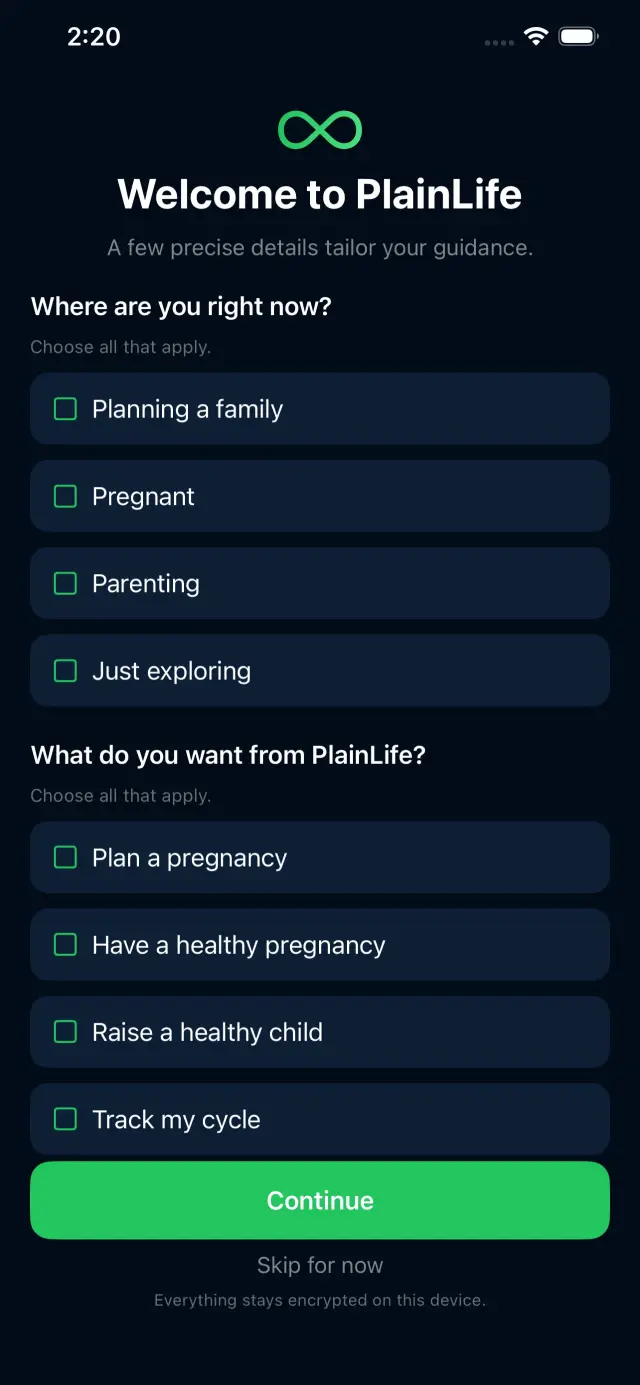 2:20
Welcome to PlainLife
A few precise details tailor your guidance.
Where are you right now?
Choose all that apply.
Planning a family
Pregnant
Parenting
Just exploring
What do you want from PlainLife?
Choose all that apply.
Plan a pregnancy
Have a healthy pregnancy
Raise a healthy child
Track my cycle
Continue
Skip for now
Everything stays encrypted on this device.